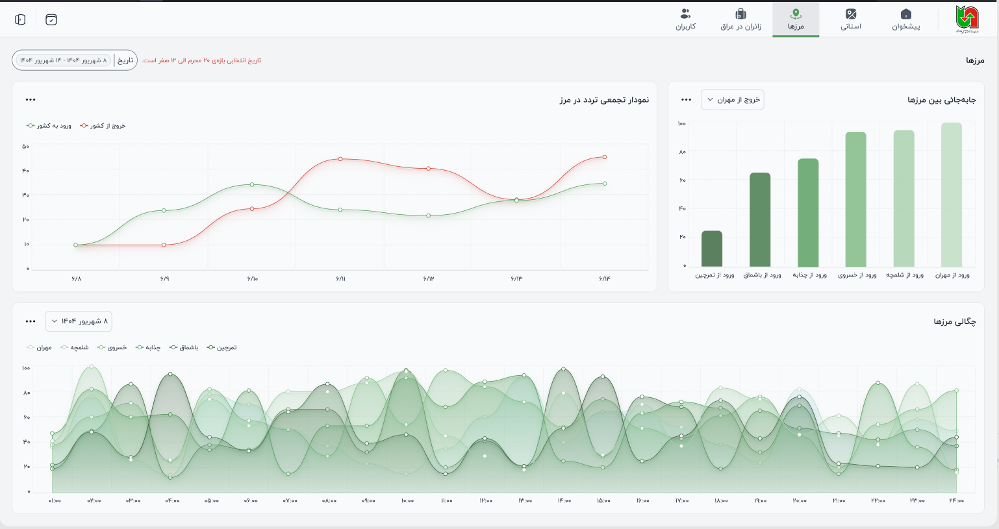 پیشخوان
استانی
مرزها
زائران در عراق
کاربران
مرزها
تاریخ انتخابی بازه‌ی ۲۰ محرم الی ۱۲ صفر است.
تاریخ
۸ شهریور ۱۴۰۴ - ۱۴ شهریور ۱۴۰۴
جابه‌جائی بین مرزها
خروج از مهران
۱۰۰
۸۰
۶۰
۴۰
۲۰
۰
ورود از مهران
ورود از شلمچه
ورود از خسروی
ورود از چذابه
ورود از باشماق
ورود از تمرچین
نمودار تجمعی تردد در مرز
خروج از کشور
ورود به کشور
۵۰
۴۰
۳۰
۲۰
۱۰
۰
۶/۸
۶/۹
۶/۱۰
۶/۱۱
۶/۱۲
۶/۱۳
۶/۱۴
چگالی مرزها
۸ شهریور ۱۴۰۴
تمرچین
باشماق
چذابه
خسروی
شلمچه
مهران
۱۰۰
۸۰
۶۰
۴۰
۲۰
۰
۰۱:۰۰
۰۲:۰۰
۰۳:۰۰
۰۴:۰۰
۰۵:۰۰
۰۶:۰۰
۰۷:۰۰
۰۸:۰۰
۰۹:۰۰
۱۰:۰۰
۱۱:۰۰
۱۲:۰۰
۱۳:۰۰
۱۴:۰۰
۱۵:۰۰
۱۶:۰۰
۱۷:۰۰
۱۸:۰۰
۱۹:۰۰
۲۰:۰۰
۲۱:۰۰
۲۲:۰۰
۲۳:۰۰
۲۴:۰۰